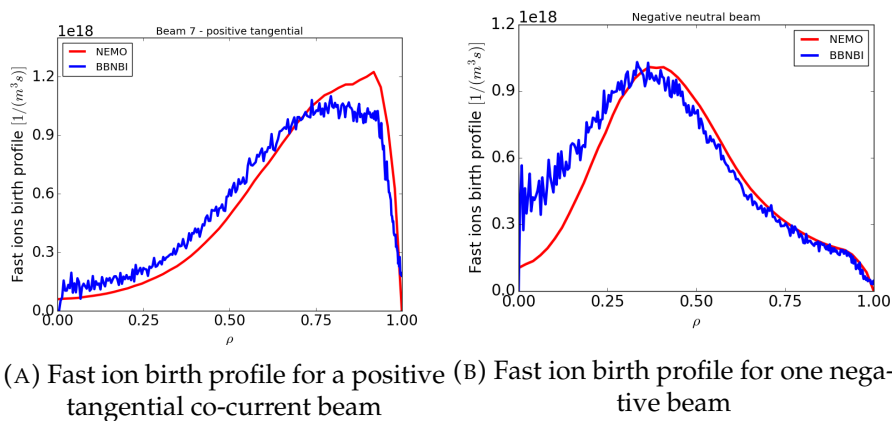 1e18
Beam 7 - positive tangential
NEMO
BBNBI
Fast ions birth profile [1/(m³s)]
1.2
0.9
0.6
0.3
0.0
0.00
0.25
0.50
0.75
1.00
ρ
(A) Fast ion birth profile for a positive
tangential co-current beam
1e18
Negative neutral beam
NEMO
BBNBI
Fast ions birth profile [1/(m³s)]
1.2
0.9
0.6
0.3
0.0
0.00
0.25
0.50
0.75
1.00
ρ
(B) Fast ion birth profile for one nega-
tive beam